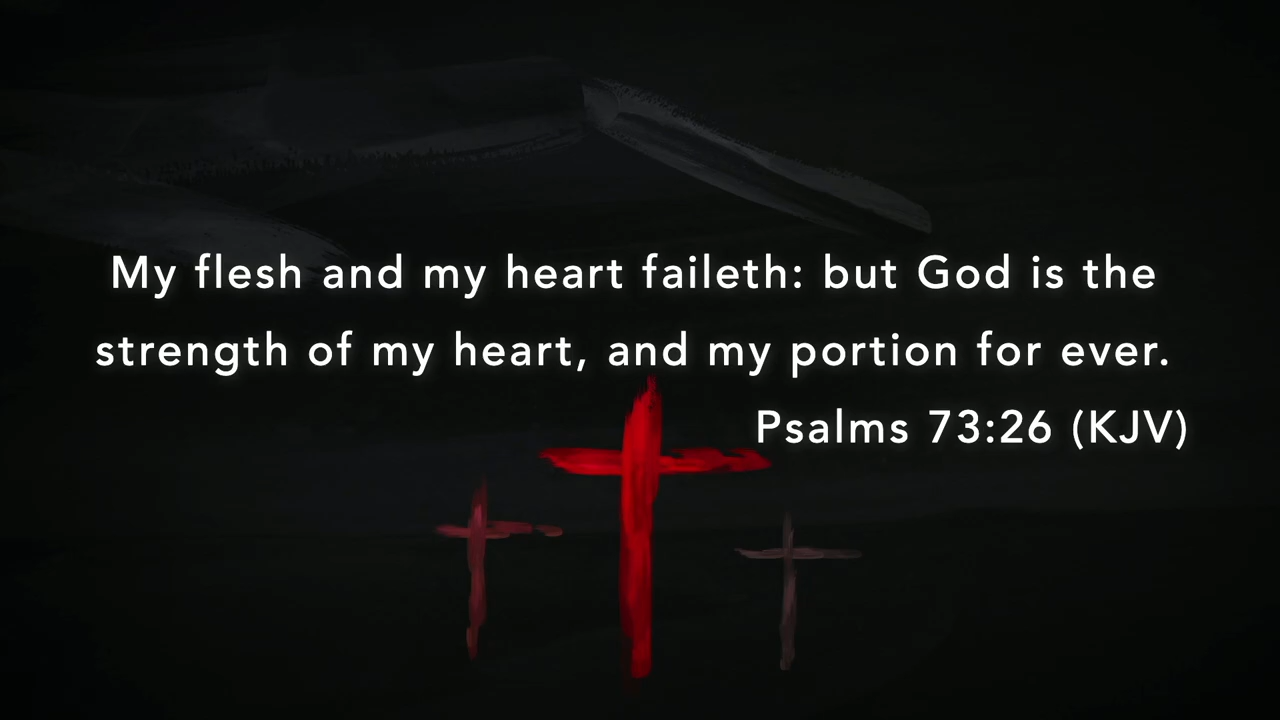 My flesh and my heart faileth: but God is the
strength of my heart, and my portion for ever.
Psalms 73:26 (KJV)